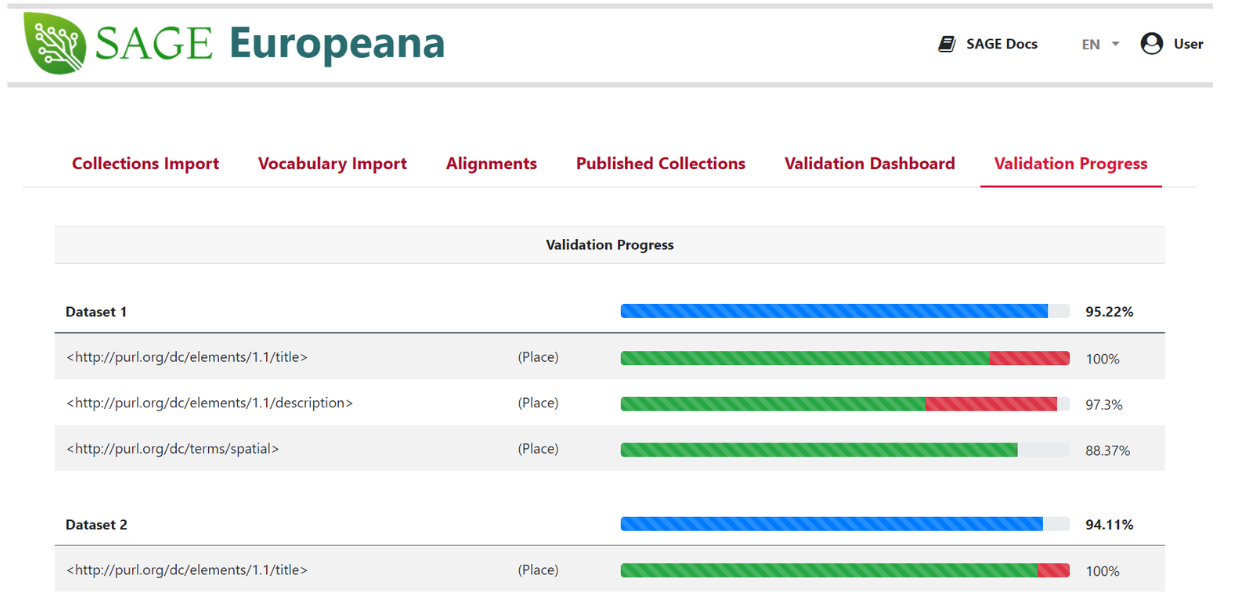 SAGE Europeana
SAGE Docs EN User
Collections Import Vocabulary Import Alignments Published Collections Validation Dashboard Validation Progress
Validation Progress
Dataset 1 95.22%
<http://purl.org/dc/elements/1.1/title> (Place) 100%
<http://purl.org/dc/elements/1.1/description> (Place) 97.3%
<http://purl.org/dc/terms/spatial> (Place) 88.37%
Dataset 2 94.11%
<http://purl.org/dc/elements/1.1/title> (Place) 100%